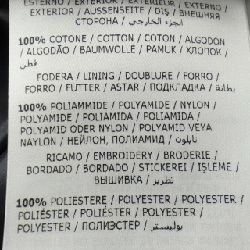 ESTERNO / EXTERIOR / EXTERIEUR / EXTERIOR
EXTERIOR / AUSSENSEITE / DIŞ / ВНЕШНЯЯ
СТОРОНА / الجزء الخارجي
100% COTONE / COTTON / COTON / ALGODON
ALGODÃO / BAUMWOLLE / PAMUK / ХЛОПОК /
قطن
FODERA / LINING / DOUBLURE / FORRO /
FORRO / FUTTER / ASTAR / ПОДКЛАДКА / بطانة
100% POLIAMMIDE / POLYAMIDE / NYLON /
POLYAMIDE / POLIAMIDA / POLIAMIDA /
POLYAMID ODER NYLON / POLYAMID VEYA
NAYLON / НЕЙЛОН, ПОЛИАМИД / نايلون
RICAMO / EMBROIDERY / BRODERIE /
BORDADO / BORDADO / STICKEREI / İŞLEME /
ВЫШИВКА / تطريز
100% POLIESTERE / POLYESTER / POLYESTER /
POLIÉSTER / POLIÉSTER / POLYESTER /
POLYESTER / ПОЛИЭСТЕР / بوليستر